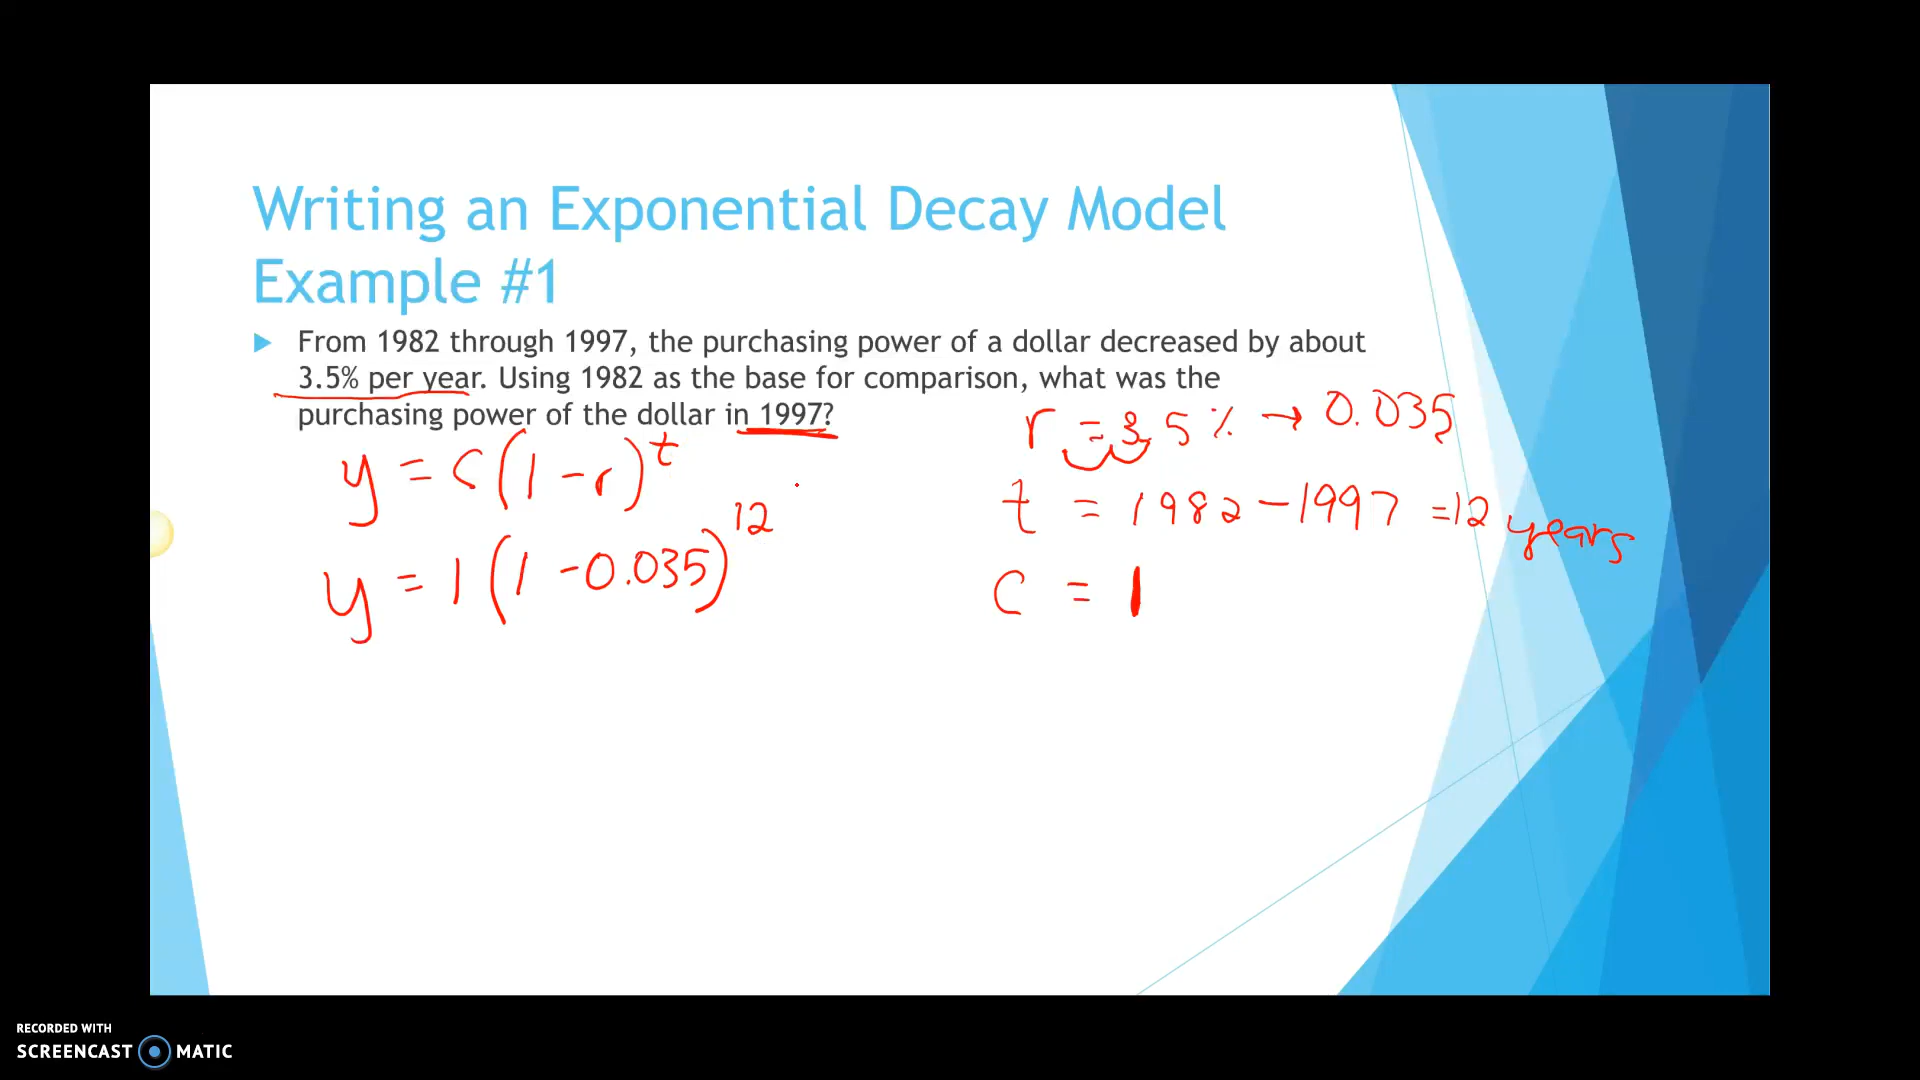 Writing an Exponential Decay Model
Example #1
From 1982 through 1997, the purchasing power of a dollar decreased by about
3.5% per year. Using 1982 as the base for comparison, what was the
purchasing power of the dollar in 1997?
r = 3.5% → 0.035
y = C(1 - r)^t
t = 1982 - 1997 = 12 years
y = 1(1 - 0.035)^12
C = 1
RECORDED WITH
SCREENCAST MATIC